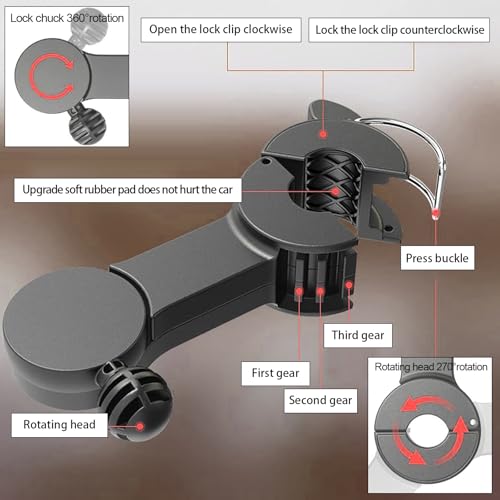 Lock chuck 360°rotation
Open the lock clip clockwise
Lock the lock clip counterclockwise
Upgrade soft rubber pad does not hurt the car
Press buckle
Third gear
First gear
Second gear
Rotating head 270°rotation
Rotating head